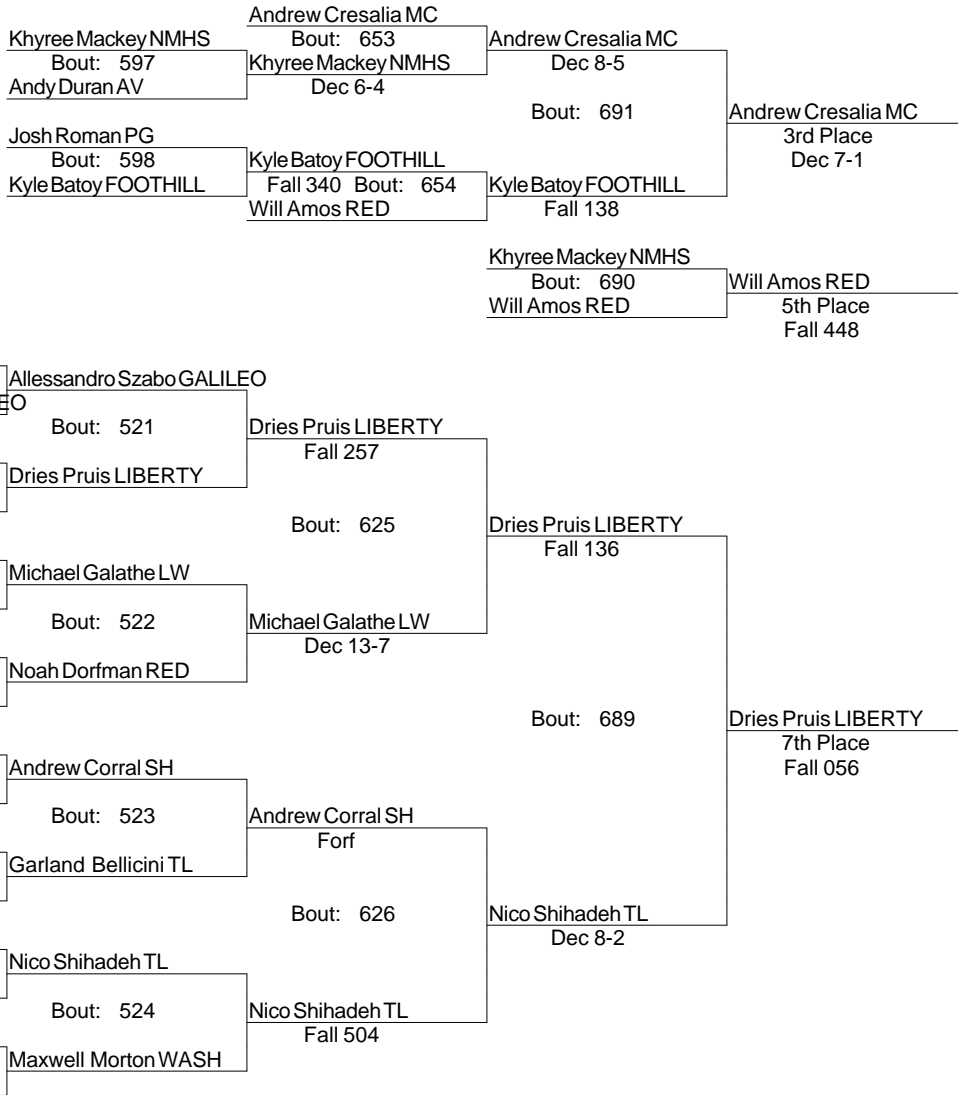 Andrew Cresalia MC
Khyree Mackey NMHS Bout: 653 Andrew Cresalia MC
Bout: 597 Khyree Mackey NMHS Dec 8-5
Andy Duran AV Dec 6-4
Bout: 691 Andrew Cresalia MC
Josh Roman PG 3rd Place
Bout: 598 Kyle Batoy FOOTHILL Dec 7-1
Kyle Batoy FOOTHILL Fall 340 Bout: 654 Kyle Batoy FOOTHILL
Will Amos RED Fall 138
Khyree Mackey NMHS
Bout: 690 Will Amos RED
Will Amos RED 5th Place
Fall 448
Allessandro Szabo GALILEO
EO
Bout: 521 Dries Pruis LIBERTY
Fall 257
Dries Pruis LIBERTY
Bout: 625 Dries Pruis LIBERTY
Fall 136
Michael Galathe LW
Bout: 522 Michael Galathe LW
Dec 13-7
Noah Dorfman RED
Bout: 689 Dries Pruis LIBERTY
7th Place
Andrew Corral SH Fall 056
Bout: 523 Andrew Corral SH
Forf
Garland Bellicini TL
Bout: 626 Nico Shihadeh TL
Dec 8-2
Nico Shihadeh TL
Bout: 524 Nico Shihadeh TL
Fall 504
Maxwell Morton WASH